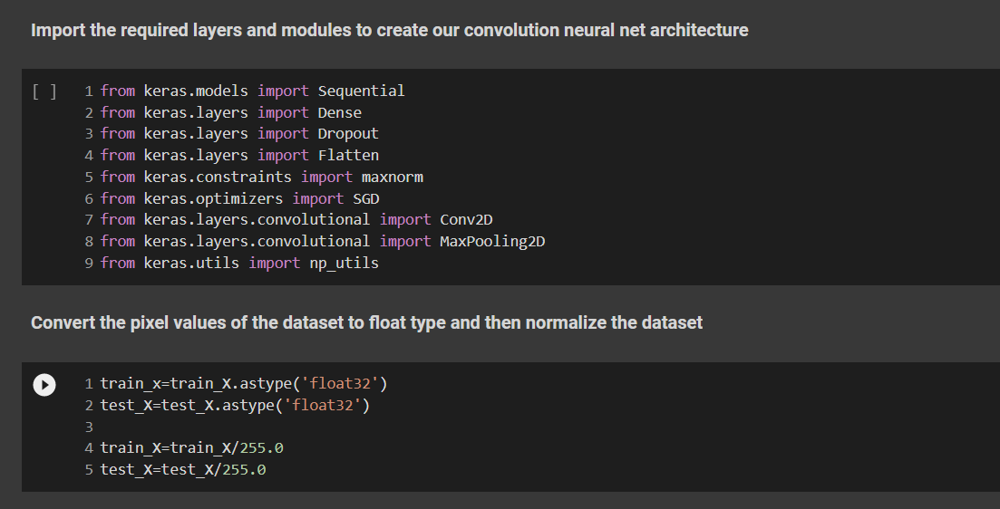 Import the required layers and modules to create our convolution neural net architecture
[ ] 1 from keras.models import Sequential
2 from keras.layers import Dense
3 from keras.layers import Dropout
4 from keras.layers import Flatten
5 from keras.constraints import maxnorm
6 from keras.optimizers import SGD
7 from keras.layers.convolutional import Conv2D
8 from keras.layers.convolutional import MaxPooling2D
9 from keras.utils import np_utils
Convert the pixel values of the dataset to float type and then normalize the dataset
1 train_x=train_X.astype('float32')
2 test_X=test_X.astype('float32')
3
4 train_X=train_X/255.0
5 test_X=test_X/255.0